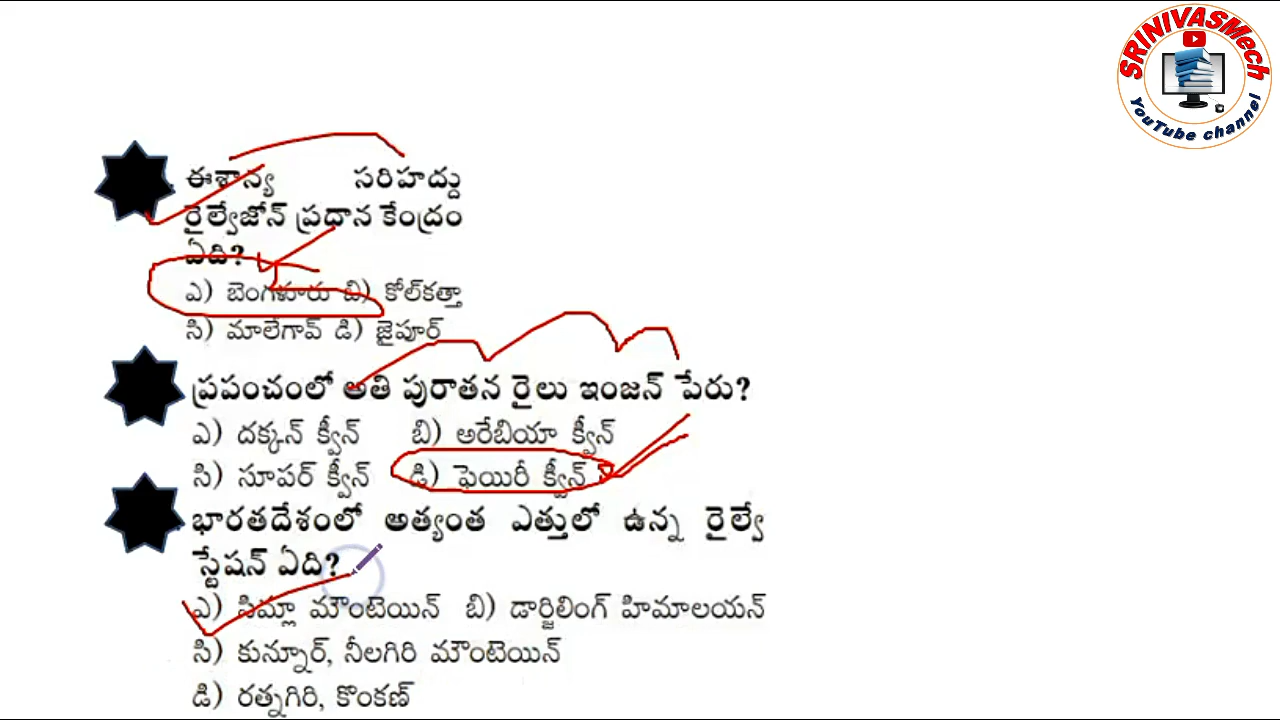 SRINIVASMech
YouTube channel
ఈశాన్య సరిహద్దు
రైల్వేజోన్ ప్రధాన కేంద్రం
ఏది?
ఎ) బెంగళూరు బి) కోల్‌కత్తా
సి) మాలేగావ్ డి) జైపూర్
ప్రపంచంలో అతి పురాతన రైలు ఇంజన్ పేరు?
ఎ) దక్కన్ క్వీన్ బి) అరేబియా క్వీన్
సి) సూపర్ క్వీన్ డి) ఫెయిరీ క్వీన్
భారతదేశంలో అత్యంత ఎత్తులో ఉన్న రైల్వే
స్టేషన్ ఏది?
ఎ) సిమ్లా మౌంటెయిన్ బి) డార్జిలింగ్ హిమాలయన్
సి) కున్నూర్, నీలగిరి మౌంటెయిన్
డి) రత్నగిరి, కొంకణ్